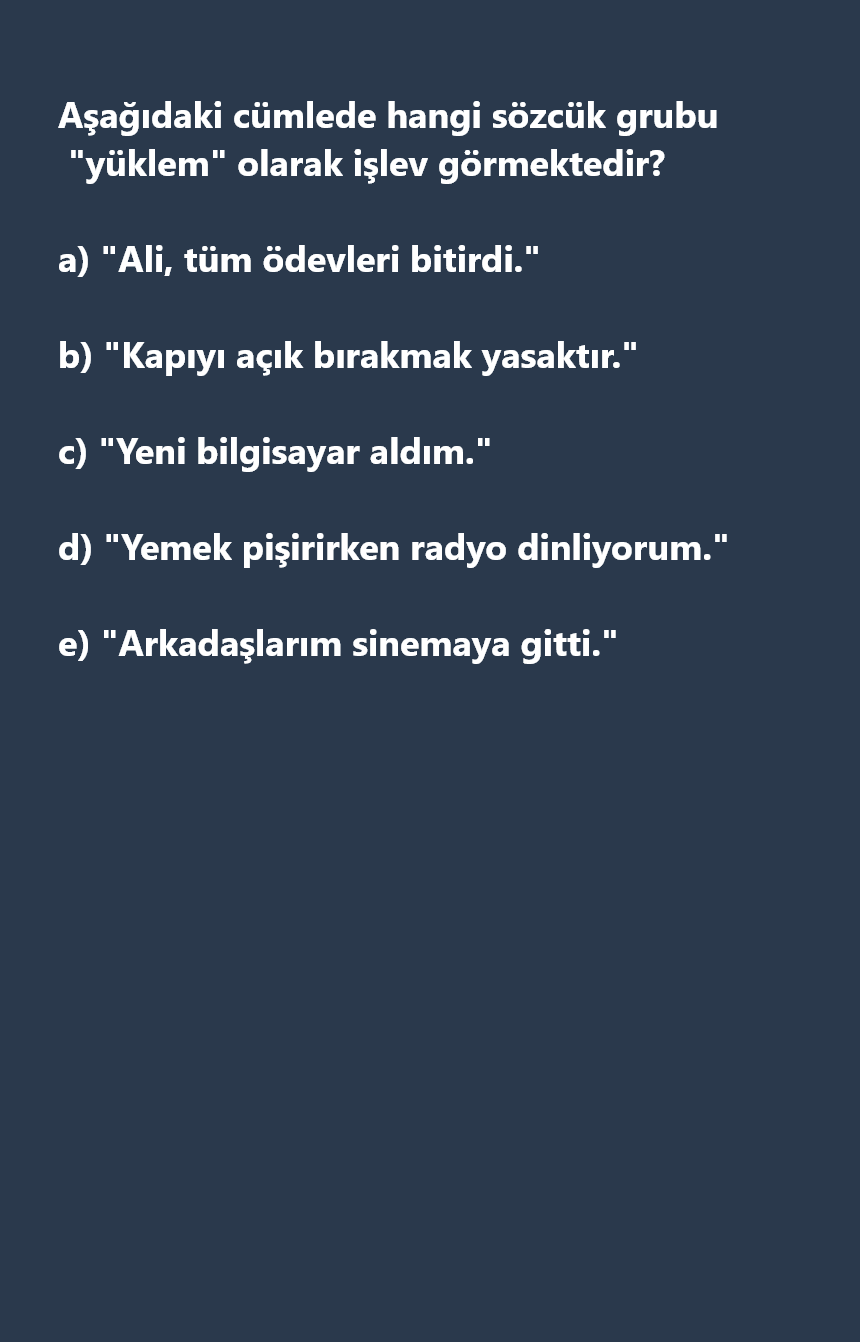 Aşağıdaki cümlede hangi sözcük grubu
"yüklem" olarak işlev görmektedir?
a) "Ali, tüm ödevleri bitirdi."
b) "Kapıyı açık bırakmak yasaktır."
c) "Yeni bilgisayar aldım."
d) "Yemek pişirirken radyo dinliyorum."
e) "Arkadaşlarım sinemaya gitti."